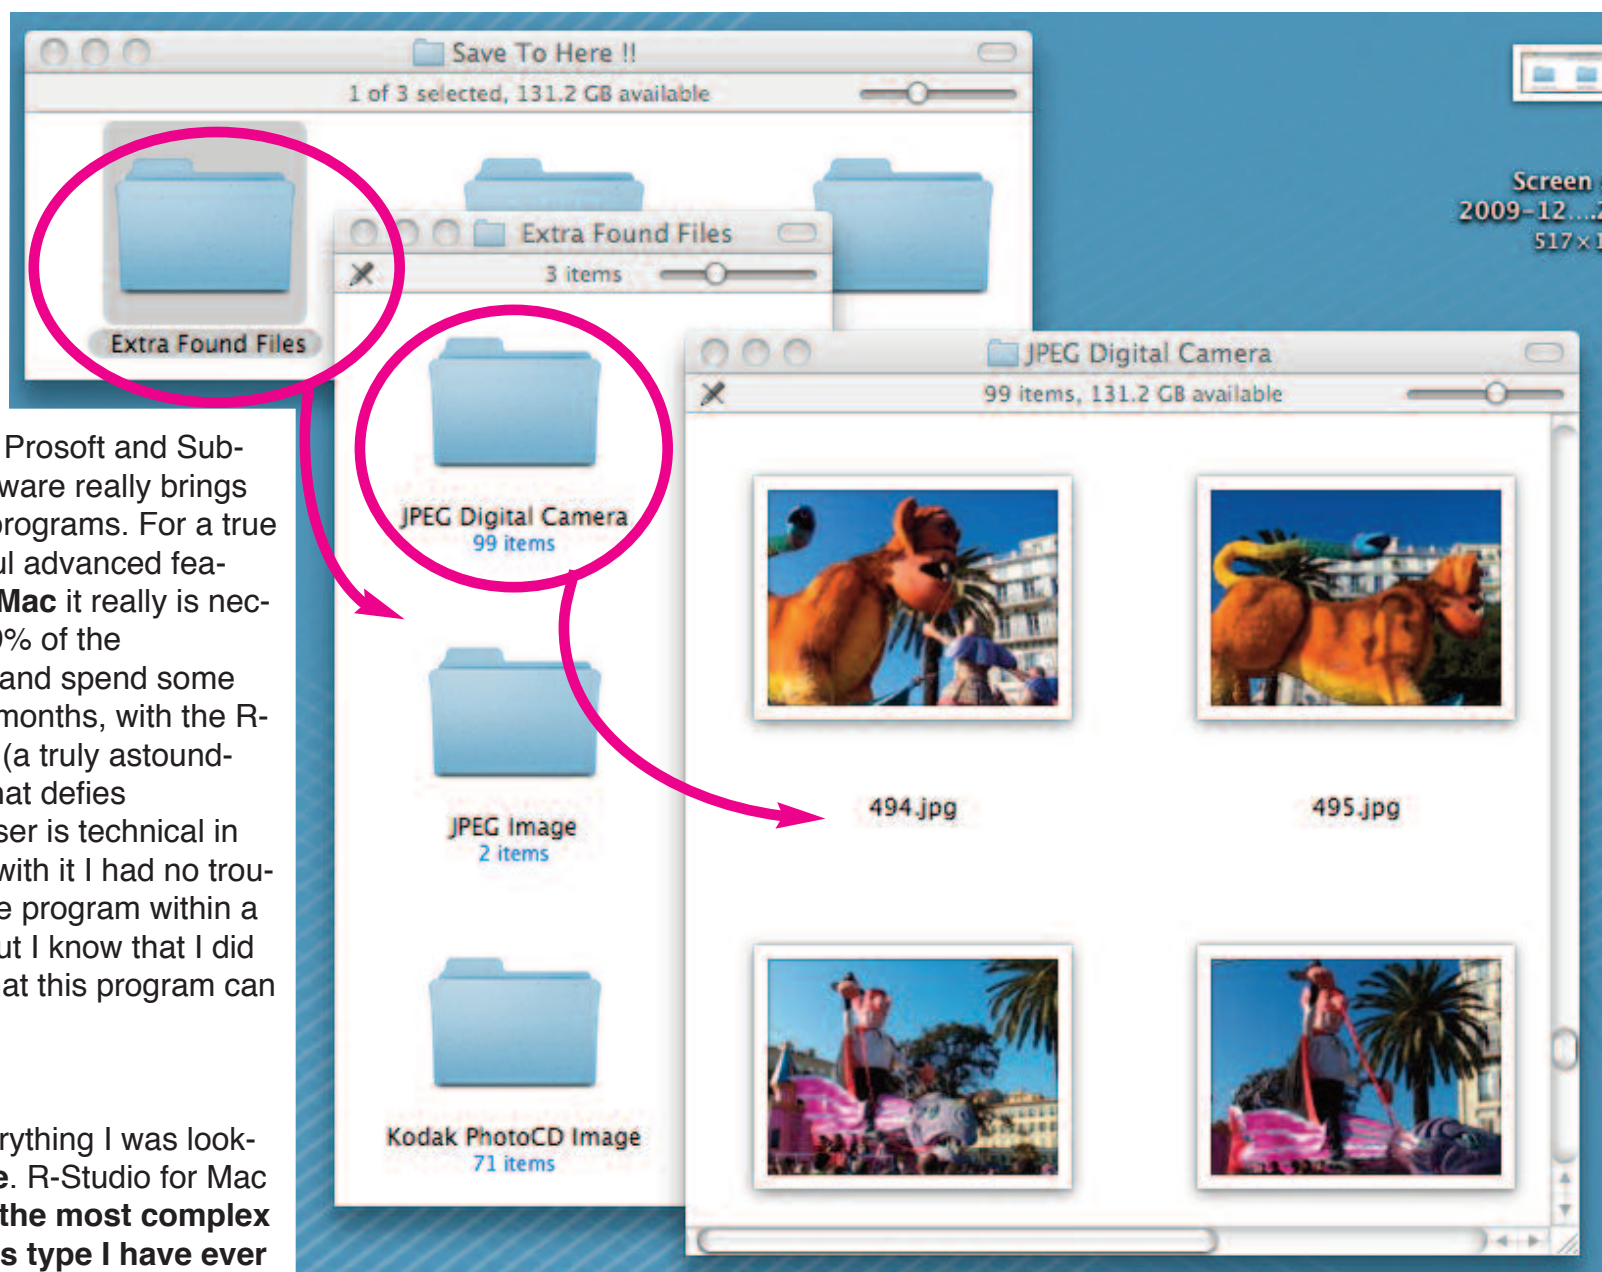 Save To Here !!
1 of 3 selected, 131.2 GB available
Extra Found Files
Extra Found Files
3 items
JPEG Digital Camera
99 items
JPEG Image
2 items
Kodak PhotoCD Image
71 items
JPEG Digital Camera
99 items, 131.2 GB available
494.jpg
495.jpg
Screen
2009-12....
517×1
Prosoft and Sub-
ware really brings
programs. For a true
ul advanced fea-
Mac it really is nec-
9% of the
and spend some
months, with the R-
(a truly astound-
hat defies
ser is technical in
with it I had no trou-
e program within a
ut I know that I did
hat this program can
rything I was look-
e. R-Studio for Mac
the most complex
s type I have ever